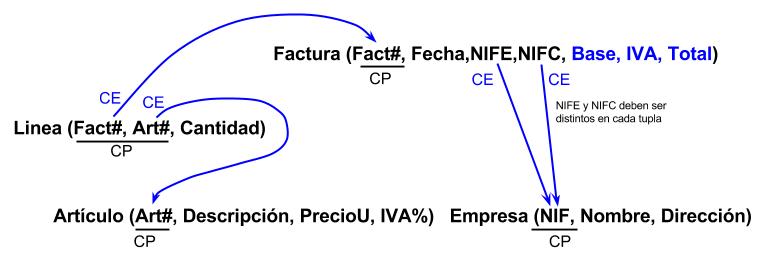 Factura (Fact#, Fecha,NIFE,NIFC, Base, IVA, Total)
CP
CE
CE
CE
CE
NIFE y NIFC deben ser
distintos en cada tupla
Linea (Fact#, Art#, Cantidad)
CP
Artículo (Art#, Descripción, PrecioU, IVA%)
CP
Empresa (NIF, Nombre, Dirección)
CP